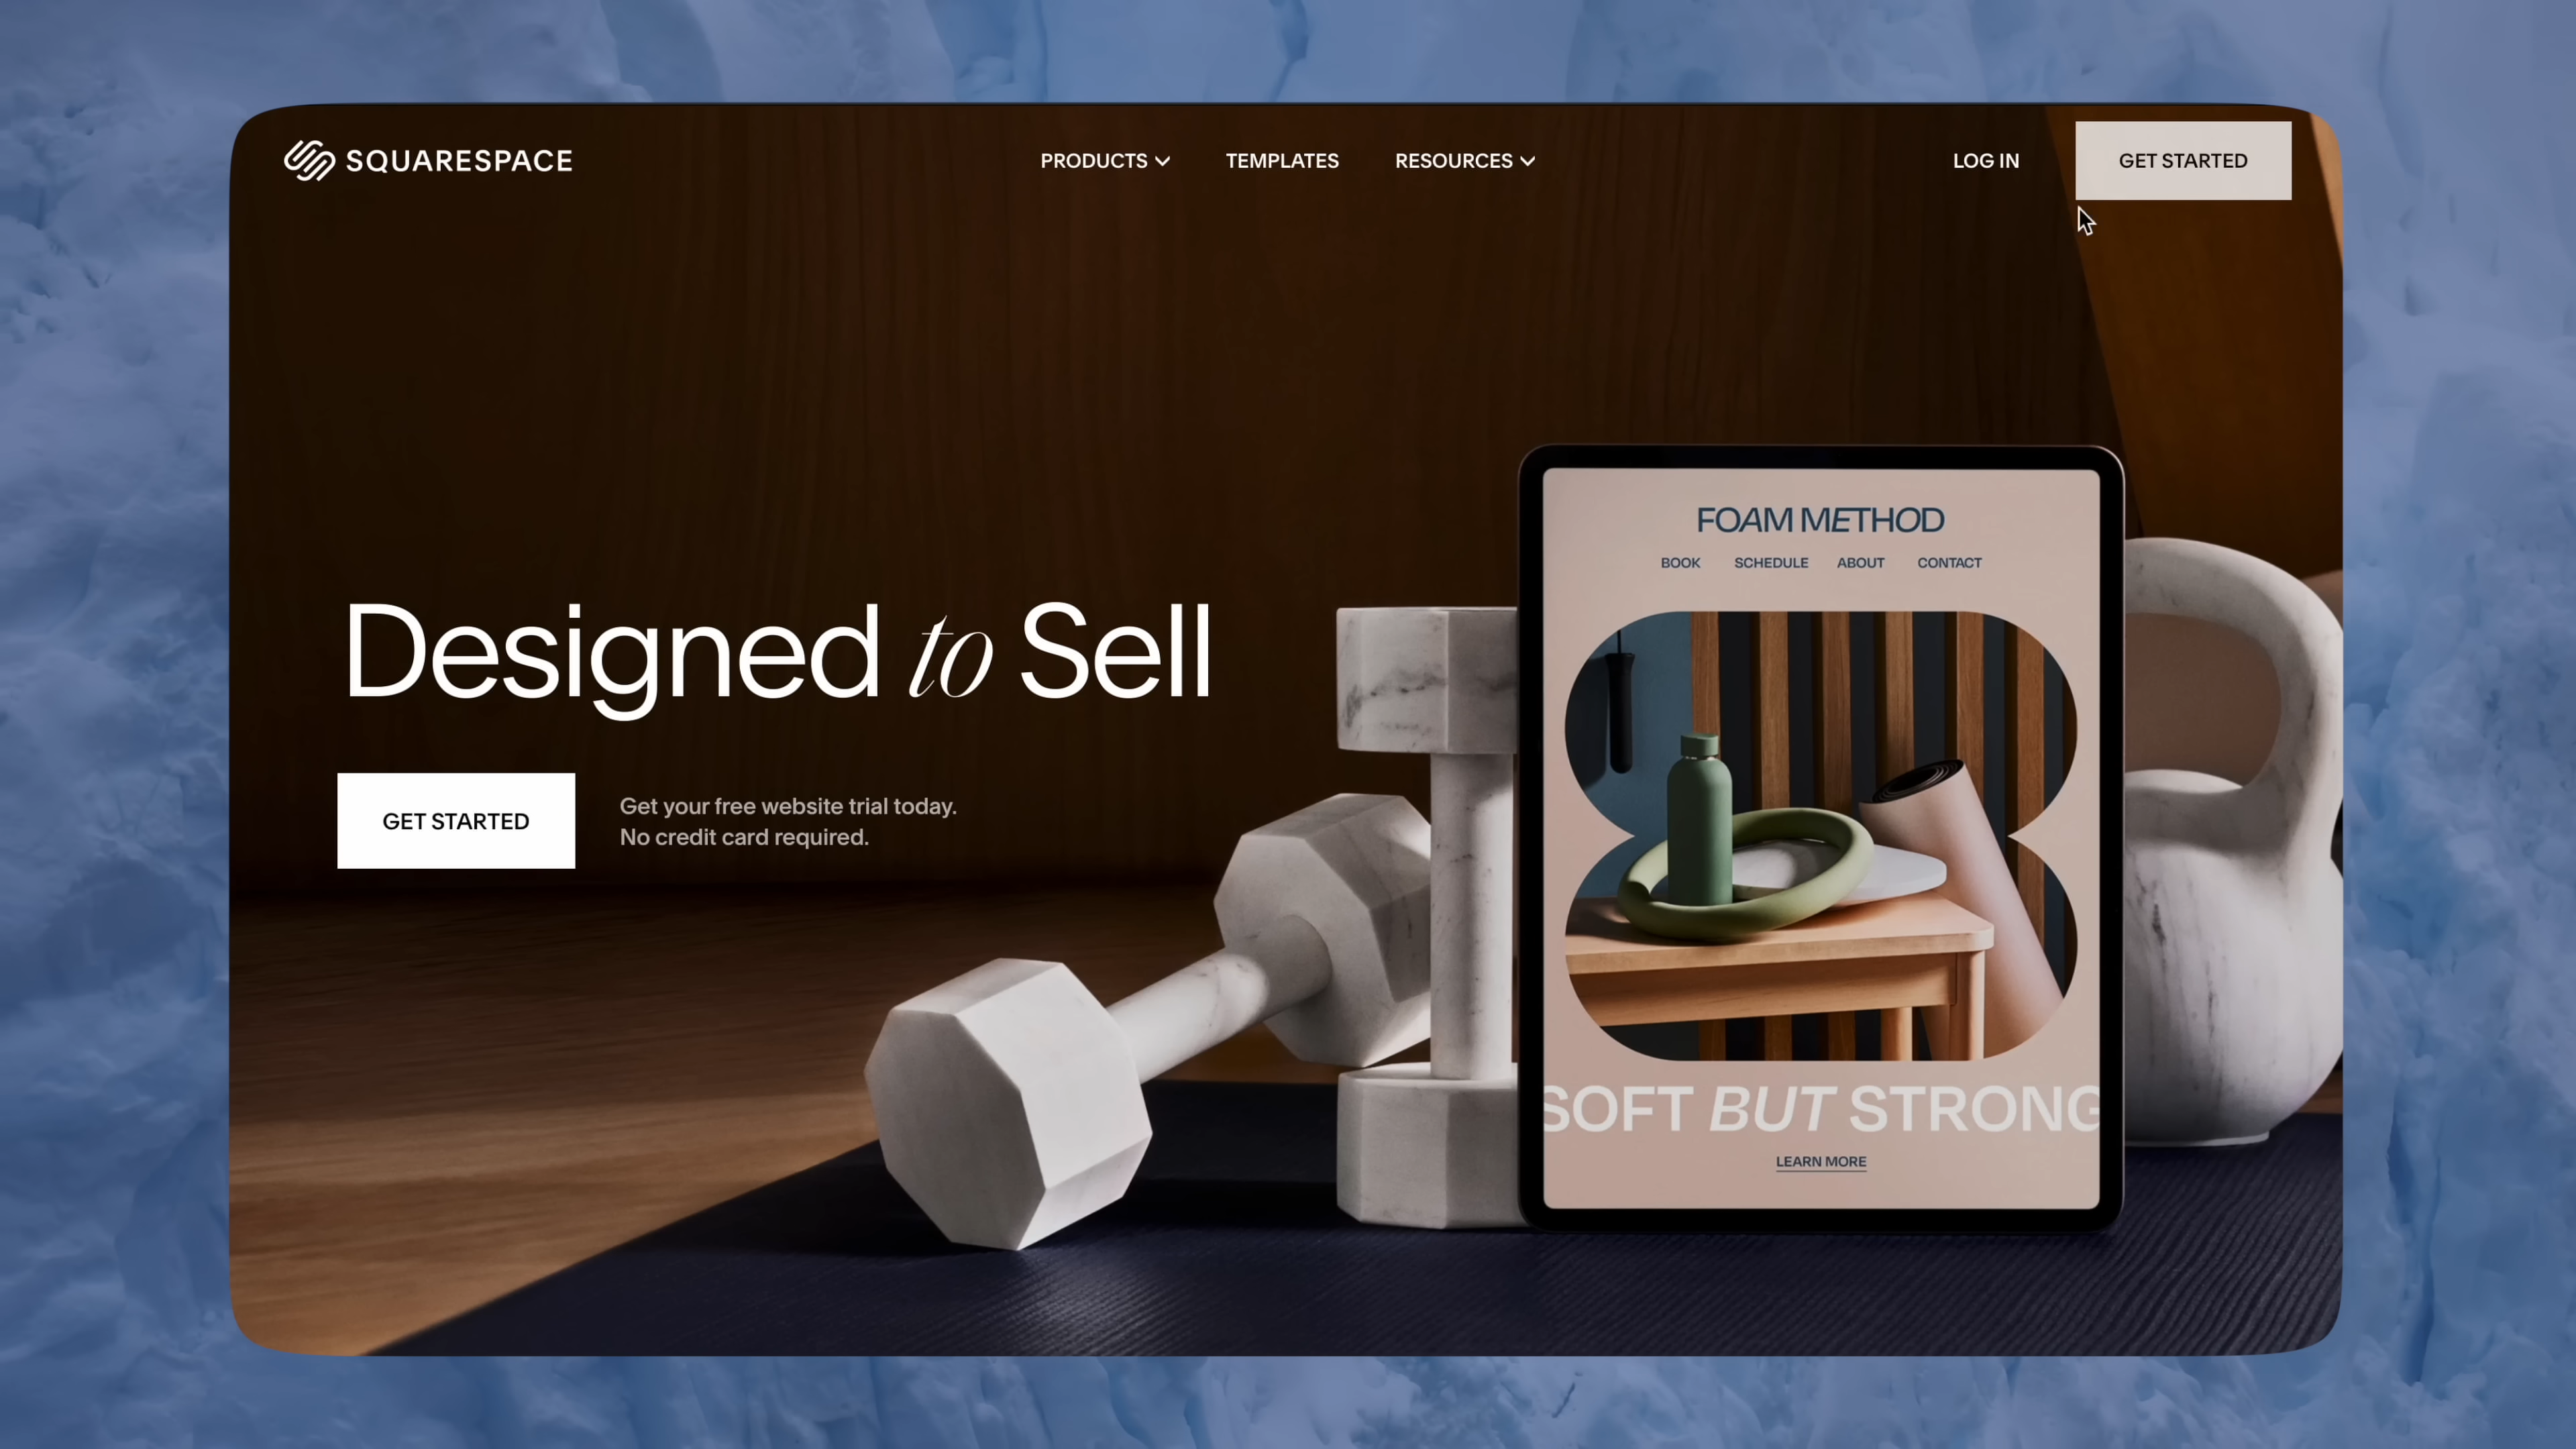 SQUARESPACE
PRODUCTS
TEMPLATES
RESOURCES
LOG IN
GET STARTED
Designed to Sell
GET STARTED
Get your free website trial today.
No credit card required.
FOAM METHOD
BOOK SCHEDULE ABOUT CONTACT
SOFT BUT STRONG
LEARN MORE